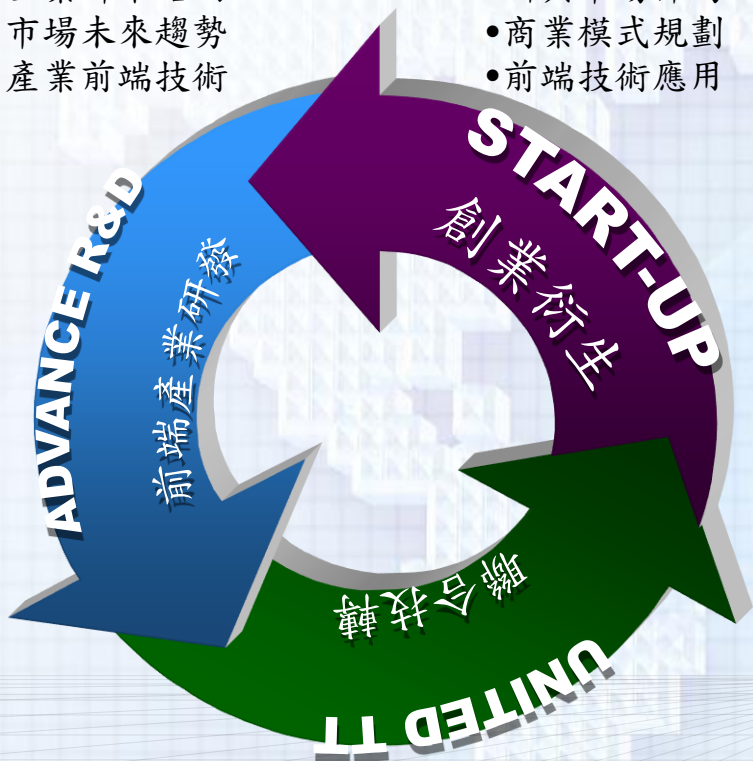 市場未來趨勢
產業前端技術
•商業模式規劃
•前端技術應用
START-UP
創業衍生
ADVANCE R&D
前端產業研發
聯合技轉
UNITED TT